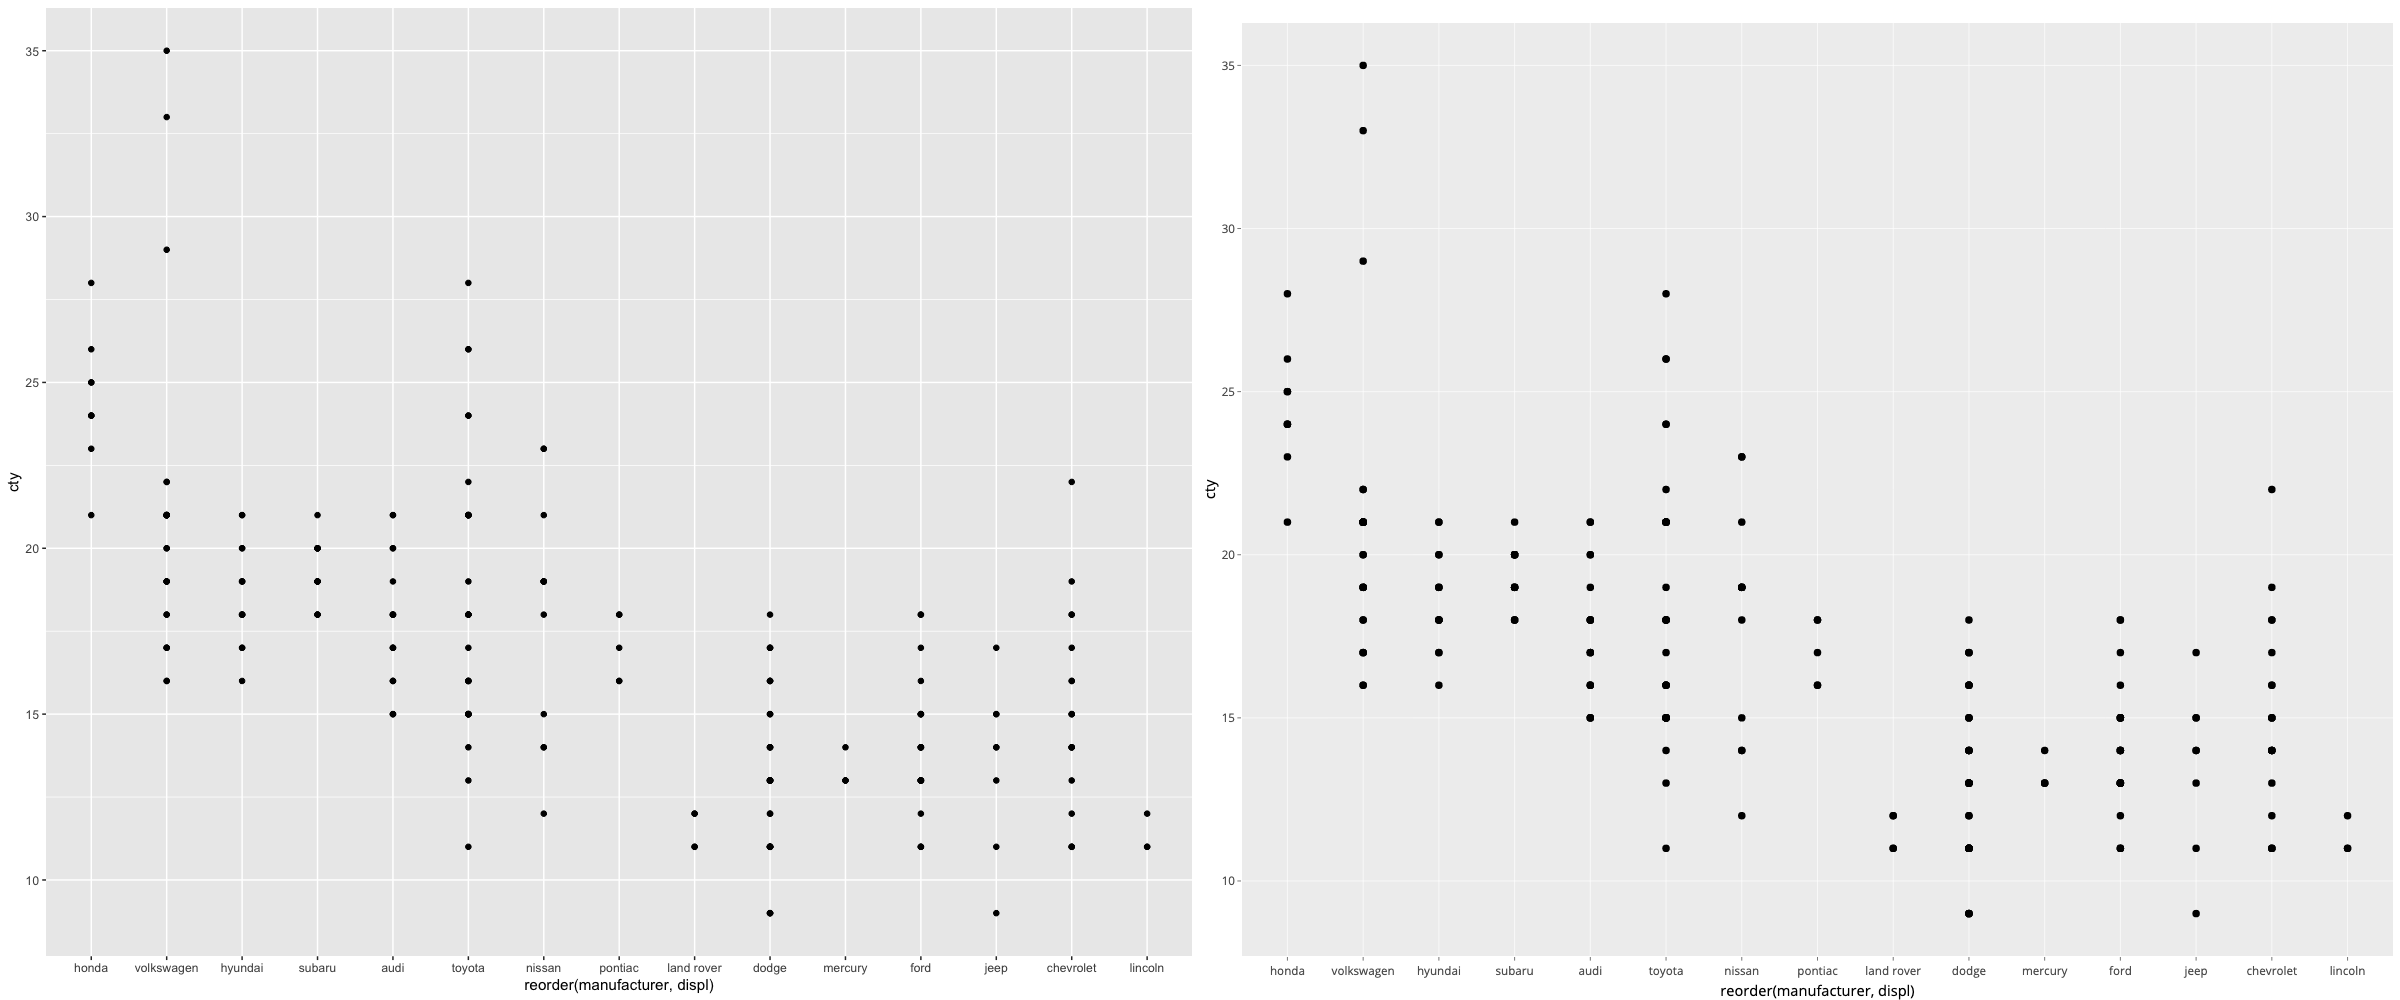 35
30
25
20
15
10
cty
honda volkswagen hyundai subaru audi toyota nissan pontiac land rover dodge mercury ford jeep chevrolet lincoln
reorder(manufacturer, displ)
35
30
25
20
15
10
cty
honda volkswagen hyundai subaru audi toyota nissan pontiac land rover dodge mercury ford jeep chevrolet lincoln
reorder(manufacturer, displ)